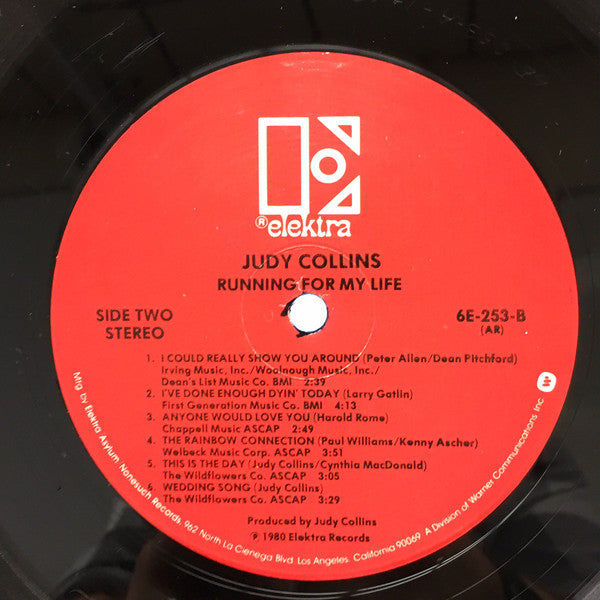 ® elektra
JUDY COLLINS
RUNNING FOR MY LIFE
SIDE TWO
STEREO
6E-253-B
(AR)
1. I COULD REALLY SHOW YOU AROUND (Peter Allen/Dean Pitchford)
Irving Music, Inc./Woolnough Music, Inc./
Dean's List Music Co. BMI 2:39
2. I'VE DONE ENOUGH DYIN' TODAY (Larry Gatlin)
First Generation Music Co. BMI 4:13
3. ANYONE WOULD LOVE YOU (Harold Rome)
Chappell Music ASCAP 2:49
4. THE RAINBOW CONNECTION (Paul Williams/Kenny Ascher)
Welbeck Music Corp. ASCAP 3:51
5. THIS IS THE DAY (Judy Collins/Cynthia MacDonald)
The Wildflowers Co. ASCAP 3:05
6. WEDDING SONG (Judy Collins)
The Wildflowers Co. ASCAP 3:29
Produced by Judy Collins
℗ 1980 Elektra Records
Mfg by Elektra Asylum Nonesuch Records, 962 North La Cienega Blvd. Los Angeles, California 90069. A Division of Warner Communications Inc.